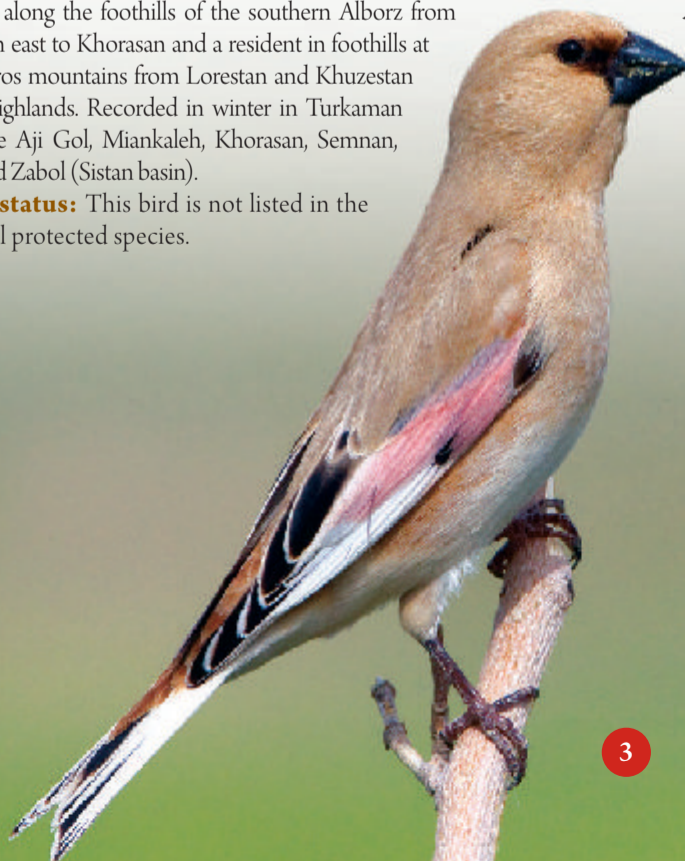 along the foothills of the southern Alborz from
east to Khorasan and a resident in foothills at
mountains from Lorestan and Khuzestan
Recorded in winter in Turkaman
Aji Gol, Miankaleh, Khorasan, Semnan,
Zabol (Sistan basin).
status: This bird is not listed in the
protected species.
3